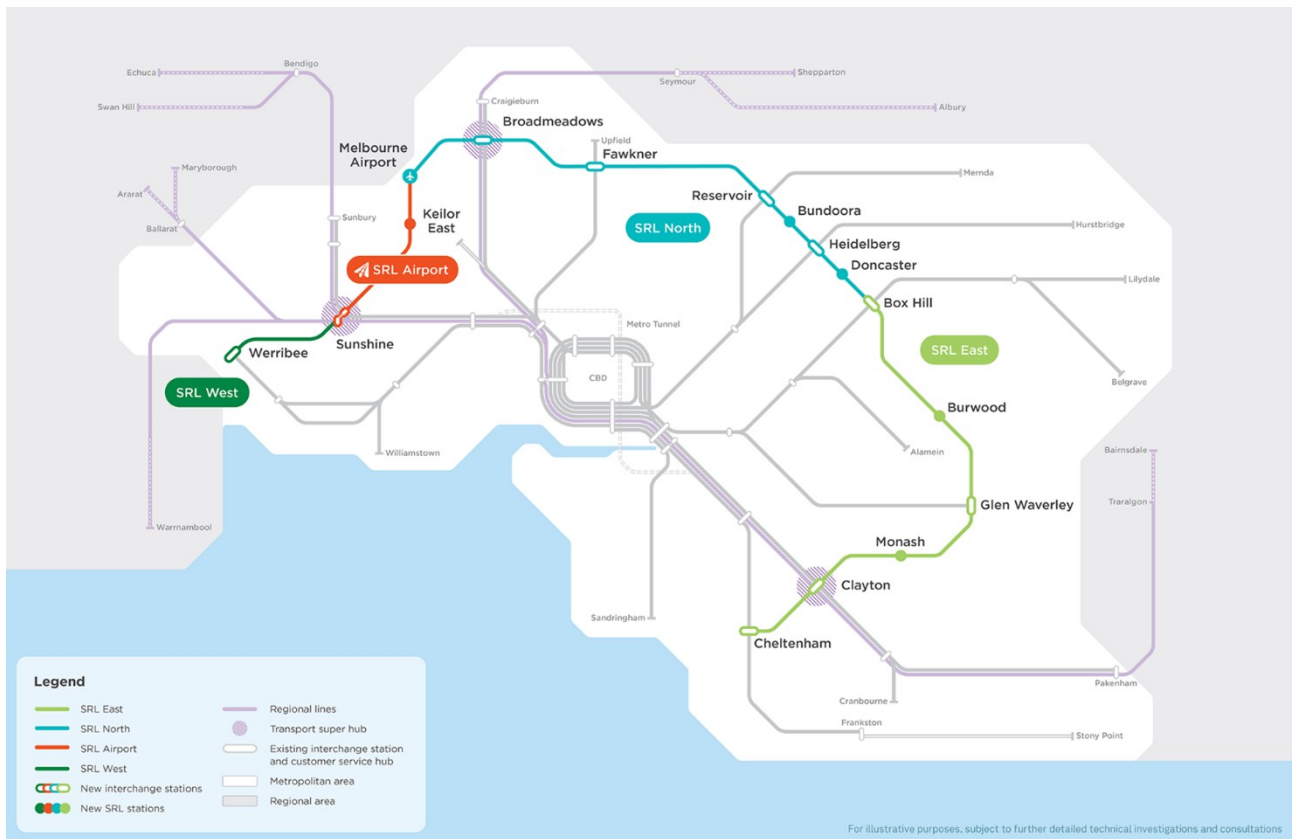 Echuca
Bendigo
Swan Hill
Seymour
Shepparton
Albury
Craigieburn
Broadmeadows
Melbourne
Airport
Upfield
Fawkner
Maryborough
Ararat
Ballarat
Sunbury
Keilor
East
SRL North
Reservoir
Mernda
Bundoora
Hurstbridge
Heidelberg
Doncaster
SRL Airport
Lilydale
Box Hill
Metro Tunnel
Sunshine
Werribee
SRL East
CBD
Belgrave
SRL West
Burwood
Williamstown
Alamein
Bairnsdale
Traralgon
Glen Waverley
Warrnambool
Monash
Clayton
Sandringham
Cheltenham
Pakenham
Cranbourne
Frankston
Stony Point
Legend
SRL East
SRL North
SRL Airport
SRL West
New interchange stations
New SRL stations
Regional lines
Transport super hub
Existing interchange station
and customer service hub
Metropolitan area
Regional area
For illustrative purposes, subject to further detailed technical investigations and consultations